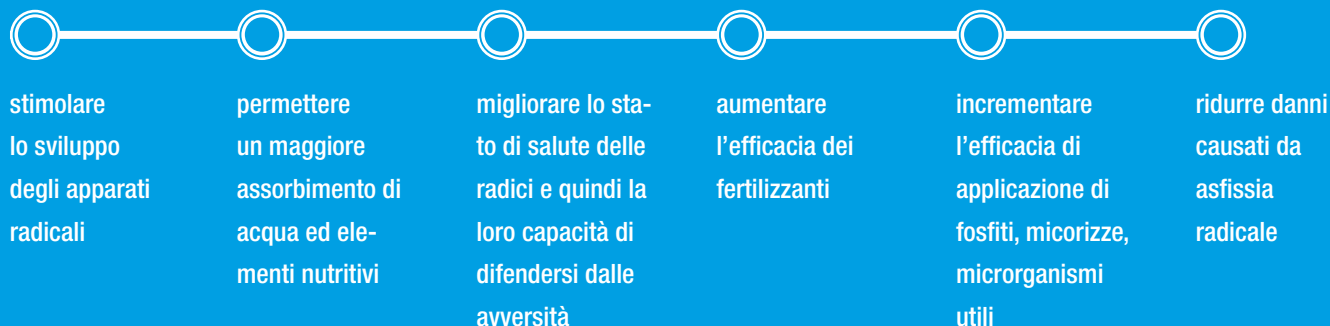 stimolare
lo sviluppo
degli apparati
radicali
permettere
un maggiore
assorbimento di
acqua ed ele-
menti nutritivi
migliorare lo sta-
to di salute delle
radici e quindi la
loro capacità di
difendersi dalle
avversità
aumentare
l’efficacia dei
fertilizzanti
incrementare
l’efficacia di
applicazione di
fosfiti, micorizze,
microrganismi
utili
ridurre danni
causati da
asfissia
radicale